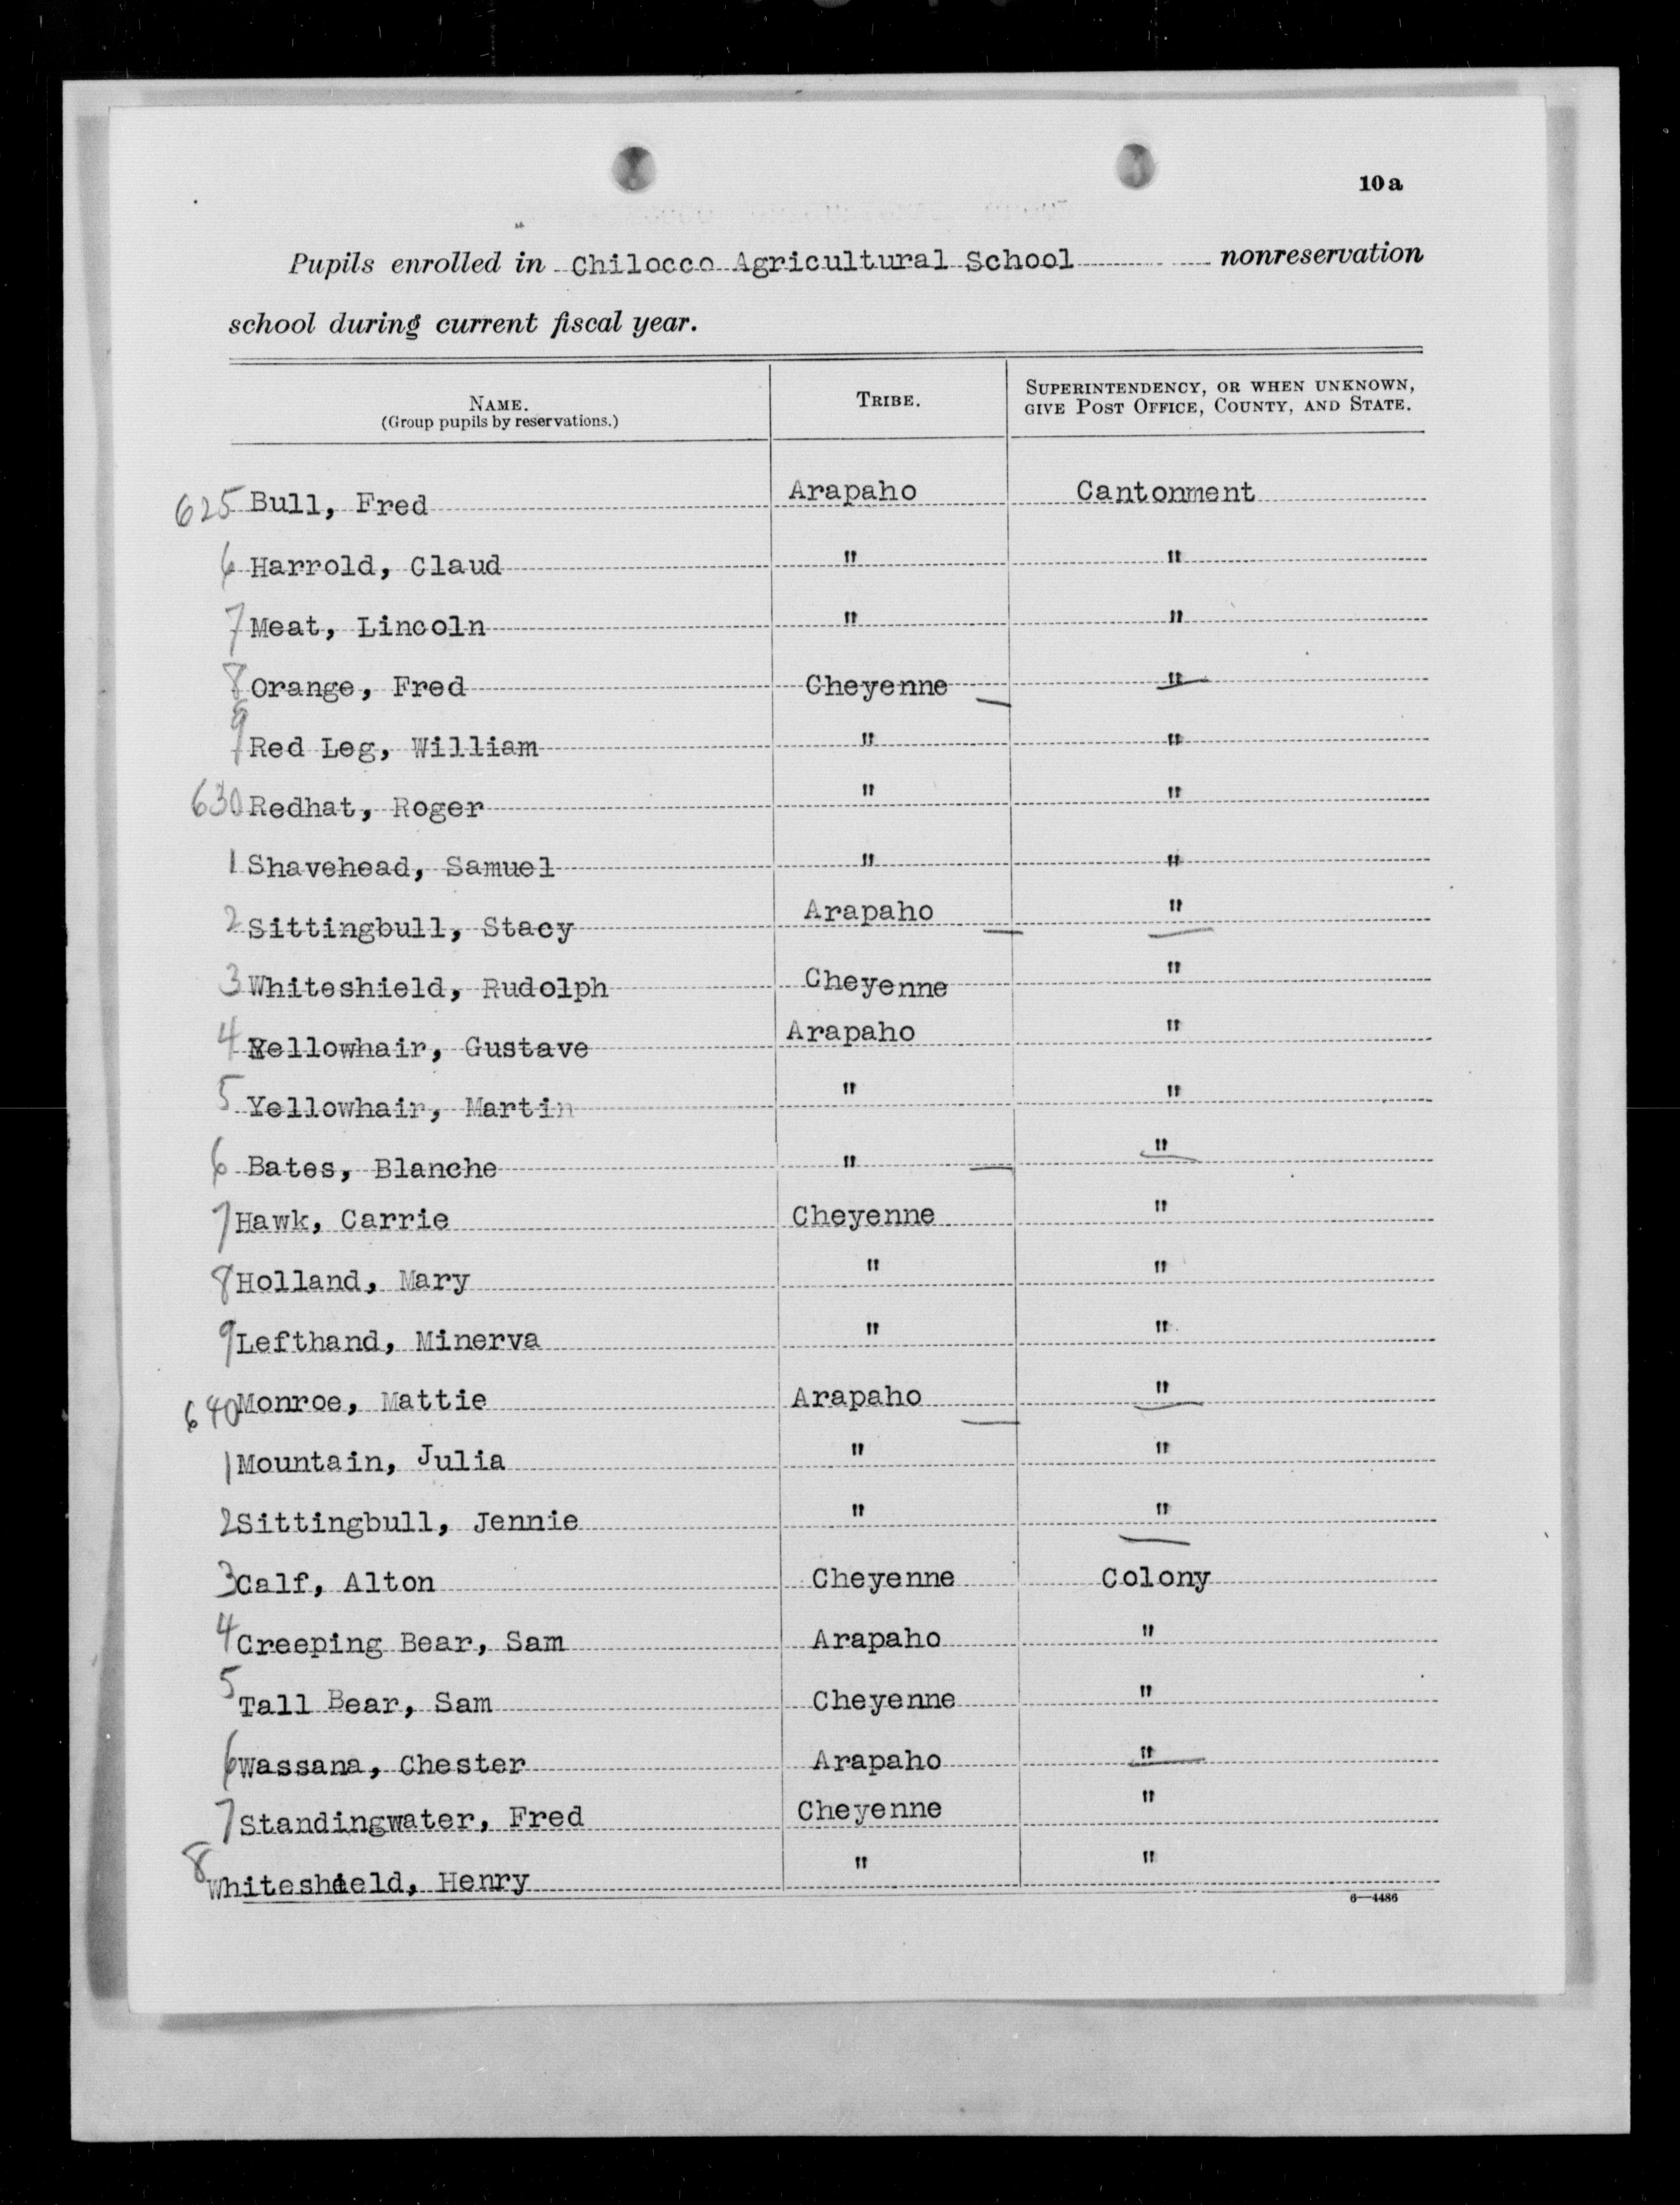 10a
Pupils enrolled in Chilocco Agricultural School nonreservation
school during current fiscal year.
NAME. TRIBE. SUPERINTENDENCY, OR WHEN UNKNOWN,
(Group pupils by reservations.) GIVE POST OFFICE, COUNTY, AND STATE.
625 Bull, Fred Arapaho Cantonment
6 Harrold, Claud " "
7 Meat, Lincoln " "
8 Orange, Fred Cheyenne "
9 Red Leg, William " "
630 Redhat, Roger " "
1 Shavehead, Samuel " "
2 Sittingbull, Stacy Arapaho "
3 Whiteshield, Rudolph Cheyenne "
4 Yellowhair, Gustave Arapaho "
5 Yellowhair, Martin " "
6 Bates, Blanche " "
7 Hawk, Carrie Cheyenne "
8 Holland, Mary " "
9 Lefthand, Minerva " "
640 Monroe, Mattie Arapaho "
1 Mountain, Julia " "
2 Sittingbull, Jennie " "
3 Calf, Alton Cheyenne Colony
4 Creeping Bear, Sam Arapaho "
5 Tall Bear, Sam Cheyenne "
6 Wassana, Chester Arapaho "
7 Standingwater, Fred Cheyenne "
8 Whiteshield, Henry " "
6—4486